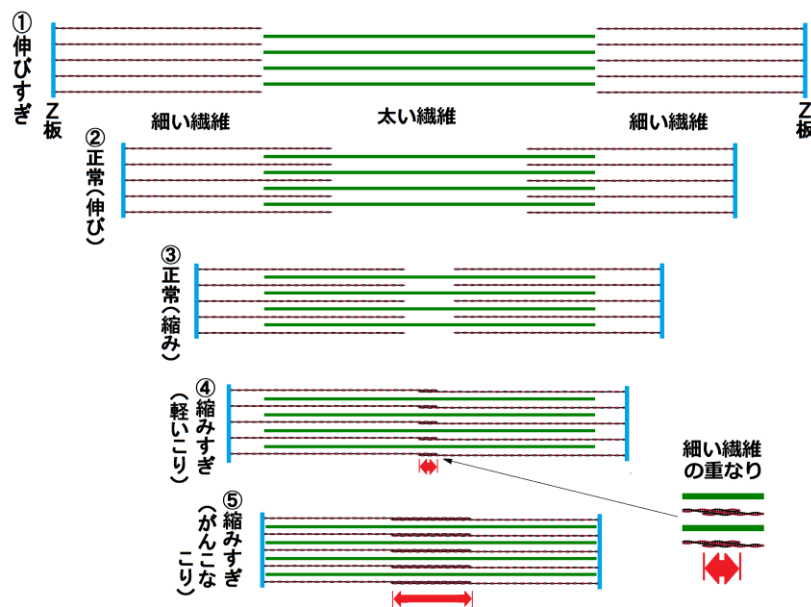 ①伸びすぎ
Z板
細い繊維
太い繊維
細い繊維
Z板
②正常(伸び)
③正常(縮み)
④縮みすぎ
(軽いこり)
細い繊維
の重なり
⑤縮みすぎ
(がんこな
こり)